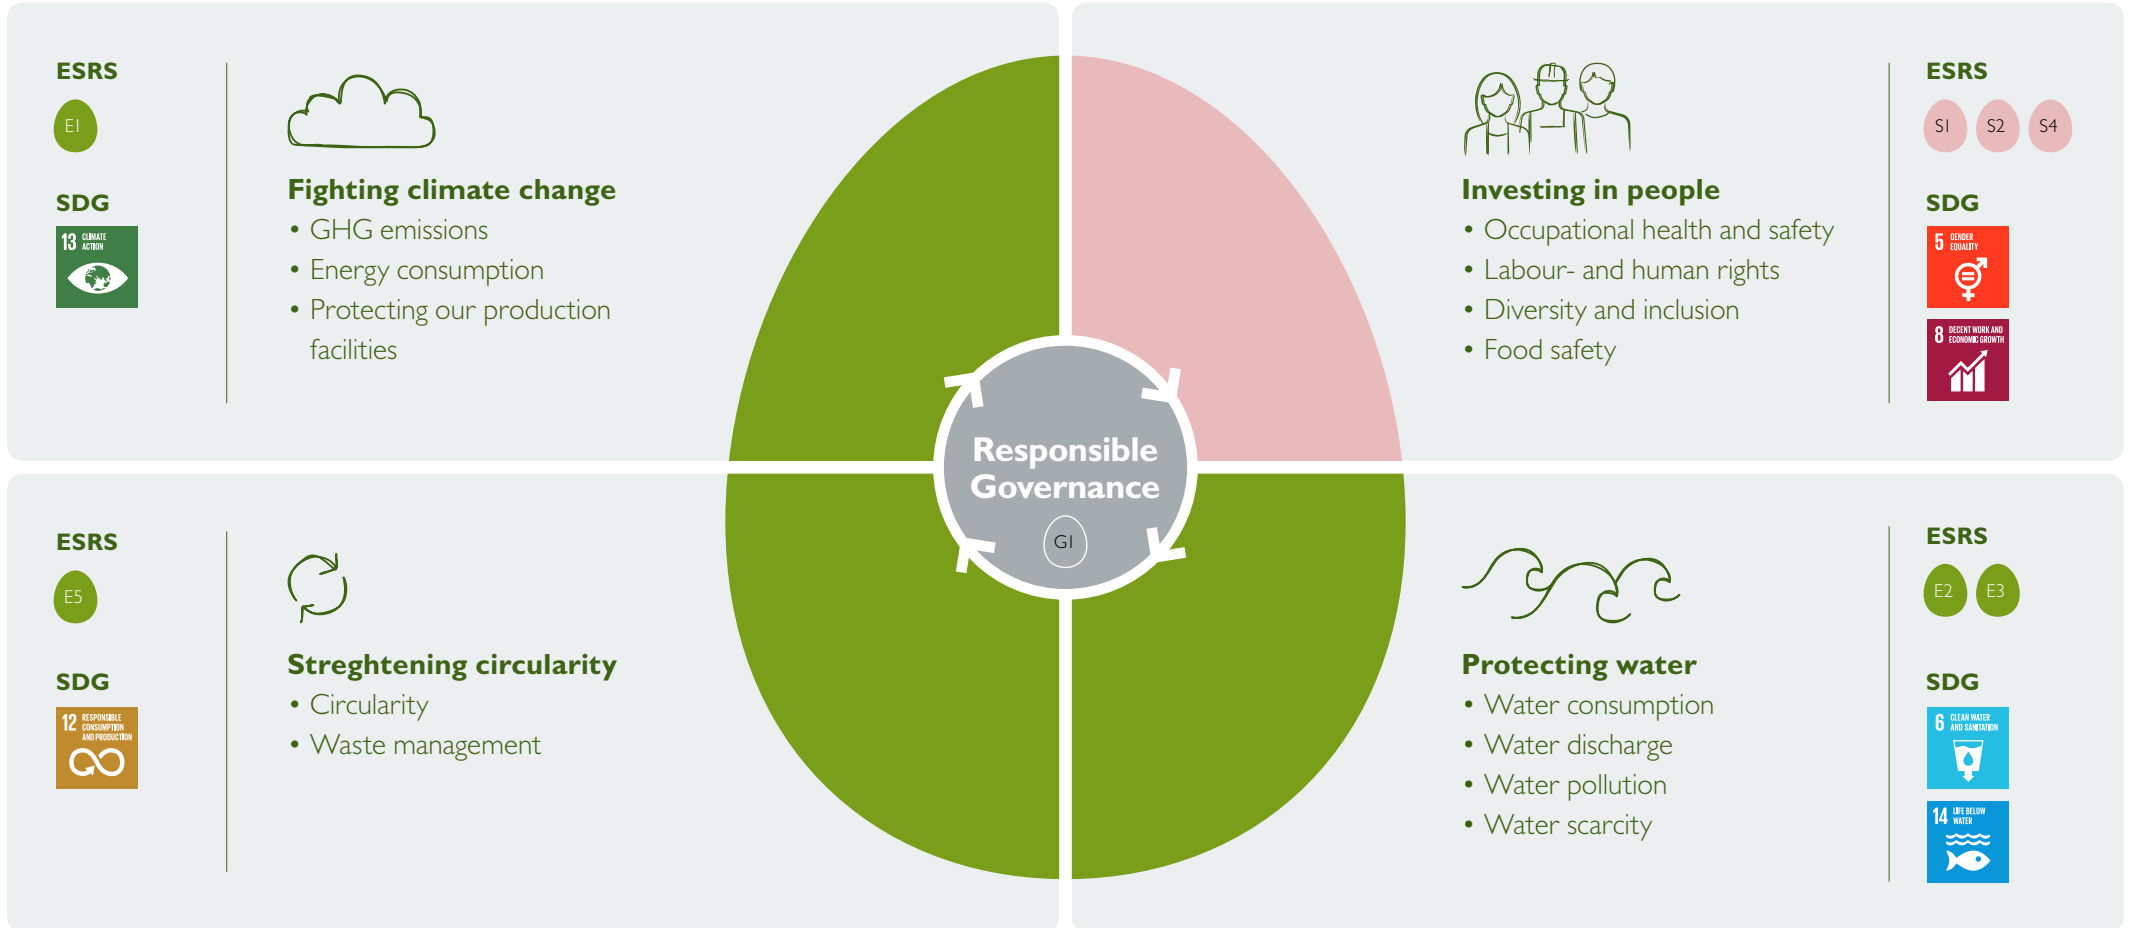 ESRS
E1
SDG
13 CLIMATE
ACTION
Fighting climate change
• GHG emissions
• Energy consumption
• Protecting our production
facilities
Investing in people
• Occupational health and safety
• Labour- and human rights
• Diversity and inclusion
• Food safety
ESRS
S1 S2 S4
SDG
5 GENDER
EQUALITY
8 DECENT WORK AND
ECONOMIC GROWTH
Responsible
Governance
G1
ESRS
E5
SDG
12 RESPONSIBLE
CONSUMPTION
AND PRODUCTION
Streghtening circularity
• Circularity
• Waste management
Protecting water
• Water consumption
• Water discharge
• Water pollution
• Water scarcity
ESRS
E2 E3
SDG
6 CLEAN WATER
AND SANITATION
14 LIFE BELOW
WATER